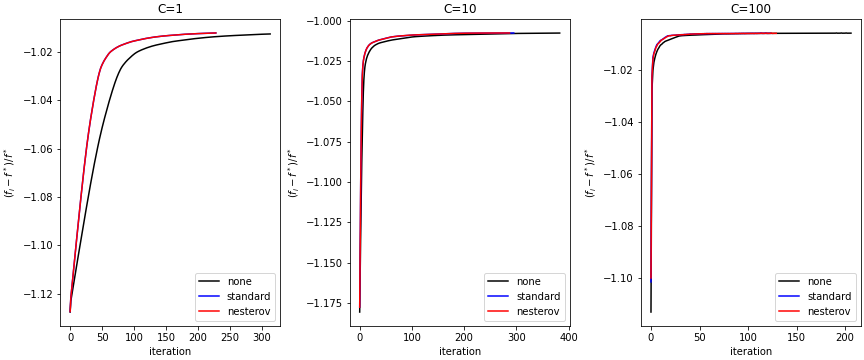 C=1
(f_i − f*)/f*
−1.02
−1.04
−1.06
−1.08
−1.10
−1.12
0 50 100 150 200 250 300
iteration
none
standard
nesterov
C=10
(f_i − f*)/f*
−1.000
−1.025
−1.050
−1.075
−1.100
−1.125
−1.150
−1.175
0 100 200 300 400
iteration
none
standard
nesterov
C=100
(f_i − f*)/f*
−1.02
−1.04
−1.06
−1.08
−1.10
0 50 100 150 200
iteration
none
standard
nesterov